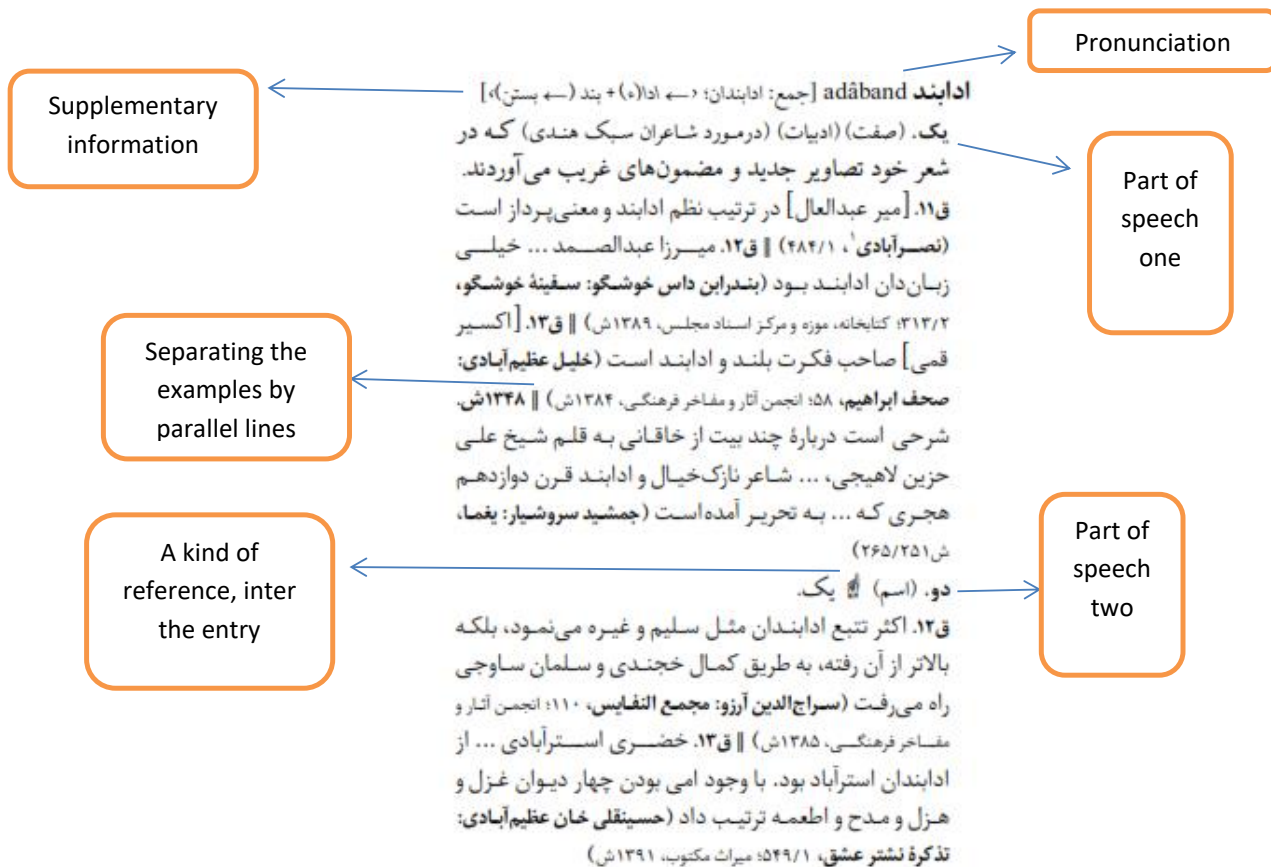 Pronunciation
Supplementary
information
ادابند adâband [جمع: ادابندان؛ ‹← ادا(ء) + بند (← بستن)›]
یک. (صفت) (ادبیات) (درمورد شاعران سبک هندی) که در
شعر خود تصاویر جدید و مضمون‌های غریب می‌آوردند.
ق۱۱. [میر عبدالعال] در ترتیب نظم ادابند و معنی‌پرداز است
(نصرآبادی۱، ۴۸۴/۱) ‖ ق۱۲. میرزا عبدالصمد ... خیلی
زبان‌دان ادابند بود (بندرابن داس خوشگو: سفینهٔ خوشگو،
۳۱۳/۲؛ کتابخانه، موزه و مرکز اسناد مجلس، ۱۳۸۹ش) ‖ ق۱۳. [اکسیر
قمی] صاحب فکرت بلند و ادابند است (خلیل عظیم‌آبادی:
صحف ابراهیم، ۵۸؛ انجمن آثار و مفاخر فرهنگی، ۱۳۸۴ش) ‖ ۱۳۴۸ش.
شرحی است دربارهٔ چند بیت از خاقانی به قلم شیخ علی
حزین لاهیجی، ... شاعر نازک‌خیال و ادابند قرن دوازدهم
هجری که ... به تحریر آمده‌است (جمشید سروشیار: یغما،
ش۲۶۵/۲۵۱)
دو. (اسم) ☝ یک.
ق۱۲. اکثر تتبع ادابندان مثل سلیم و غیره می‌نمود، بلکه
بالاتر از آن رفته، به طریق کمال خجندی و سلمان ساوجی
راه می‌رفت (سراج‌الدین آرزو: مجمع النفایس، ۱۱۰؛ انجمن آثار و
مفاخر فرهنگی، ۱۳۸۵ش) ‖ ق۱۳. خضری استرآبادی ... از
ادابندان استرآباد بود. با وجود امی بودن چهار دیوان غزل و
هزل و مدح و اطعمه ترتیب داد (حسینقلی خان عظیم‌آبادی:
تذکرهٔ نشتر عشق، ۵۴۹/۱؛ میراث مکتوب، ۱۳۹۱ش)
Part of
speech
one
Separating the
examples by
parallel lines
A kind of
reference, inter
the entry
Part of
speech
two